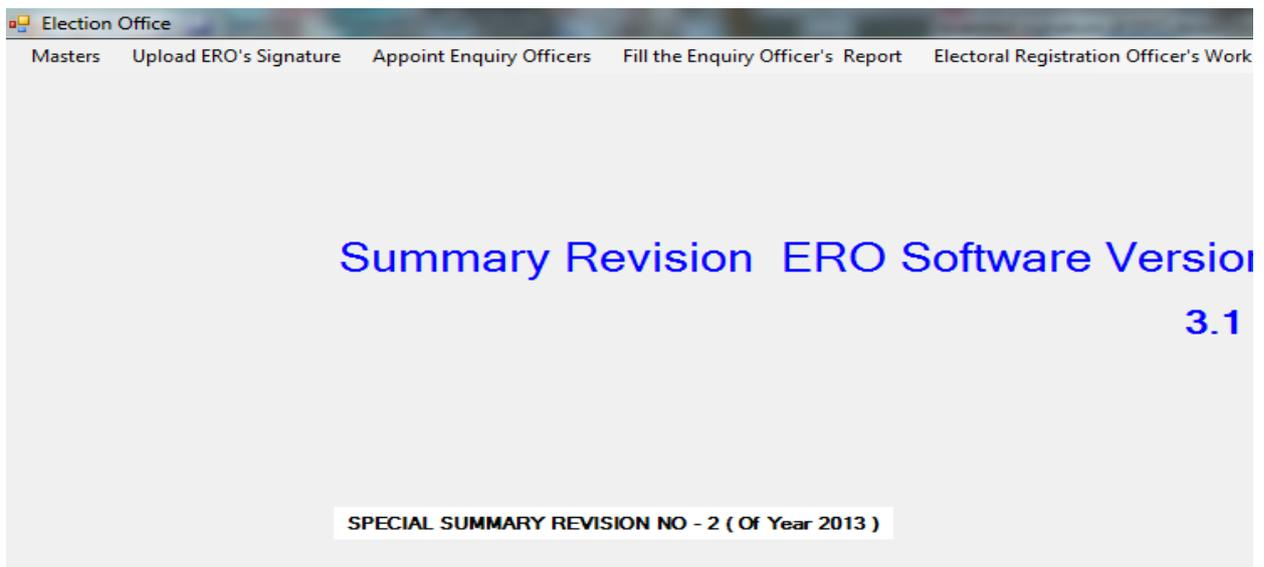 Election Office
Masters Upload ERO's Signature Appoint Enquiry Officers Fill the Enquiry Officer's Report Electoral Registration Officer's Work
Summary Revision ERO Software Version
3.1
SPECIAL SUMMARY REVISION NO - 2 ( Of Year 2013 )